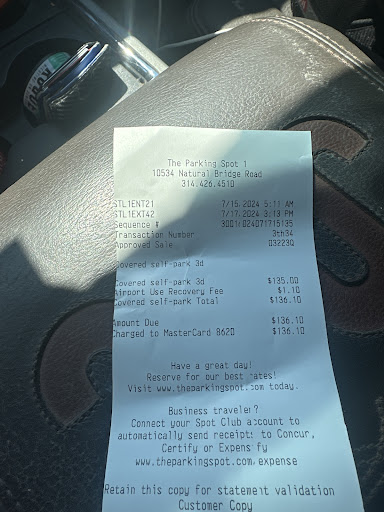 The Parking Spot 1
10534 Natural Bridge Road
314.426.4510
STL1ENT21 7/15/2024 5:11 AM
STL1EXT42 7/17/2024 3:13 PM
Sequence # 3001:024071715135
Transaction Number 3th34
Approved Sale 03223Q
Covered self-park 3d
Covered self-park 3d $135.00
Airport Use Recovery Fee $1.10
Covered self-park Total $136.10
Amount Due $136.10
Charged to MasterCard 8620 $136.10
Have a great day!
Reserve for our best rates!
Visit www.theparkingspot.com today.
Business traveler?
Connect your Spot Club account to
automatically send receipts to Concur,
Certify or Expensify
www.theparkingspot.com/expense
Retain this copy for statement validation
Customer Copy